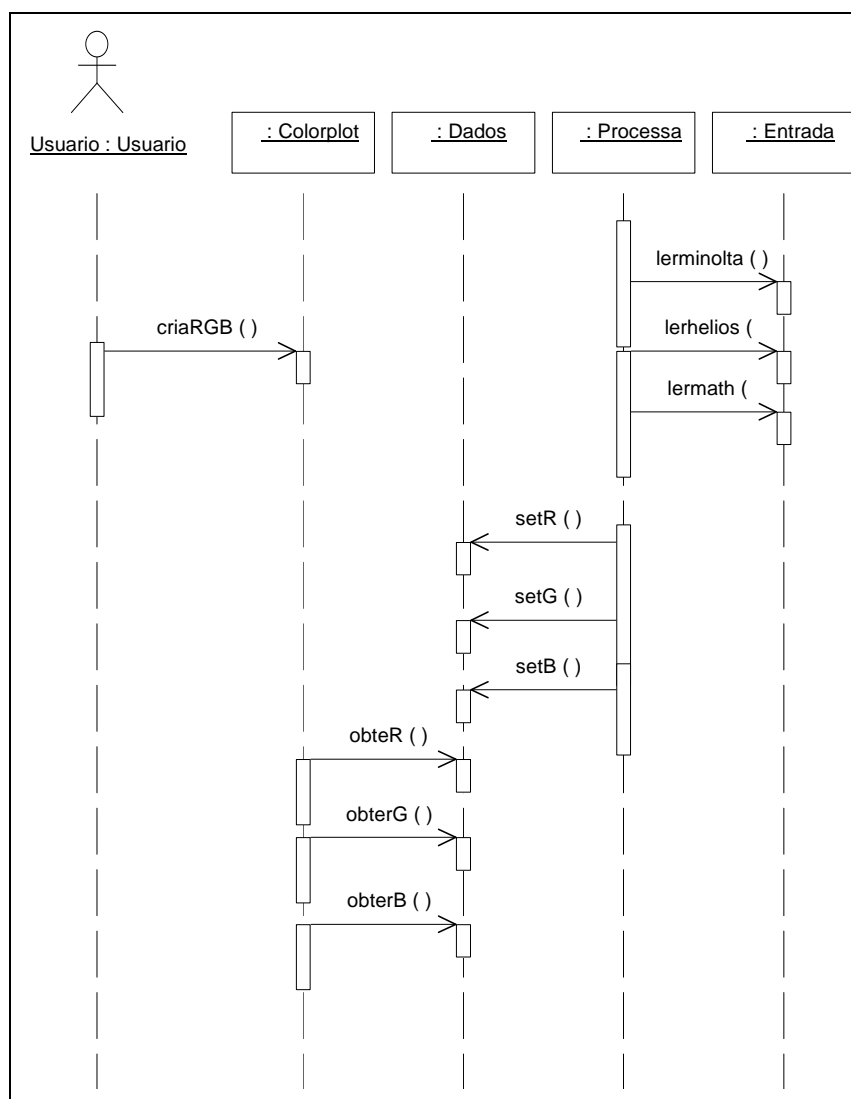 Usuario : Usuario
: Colorplot
: Dados
: Processa
: Entrada
lerminolta ( )
criaRGB ( )
lerhelios (
lermath (
setR ( )
setG ( )
setB ( )
obteR ( )
obterG ( )
obterB ( )